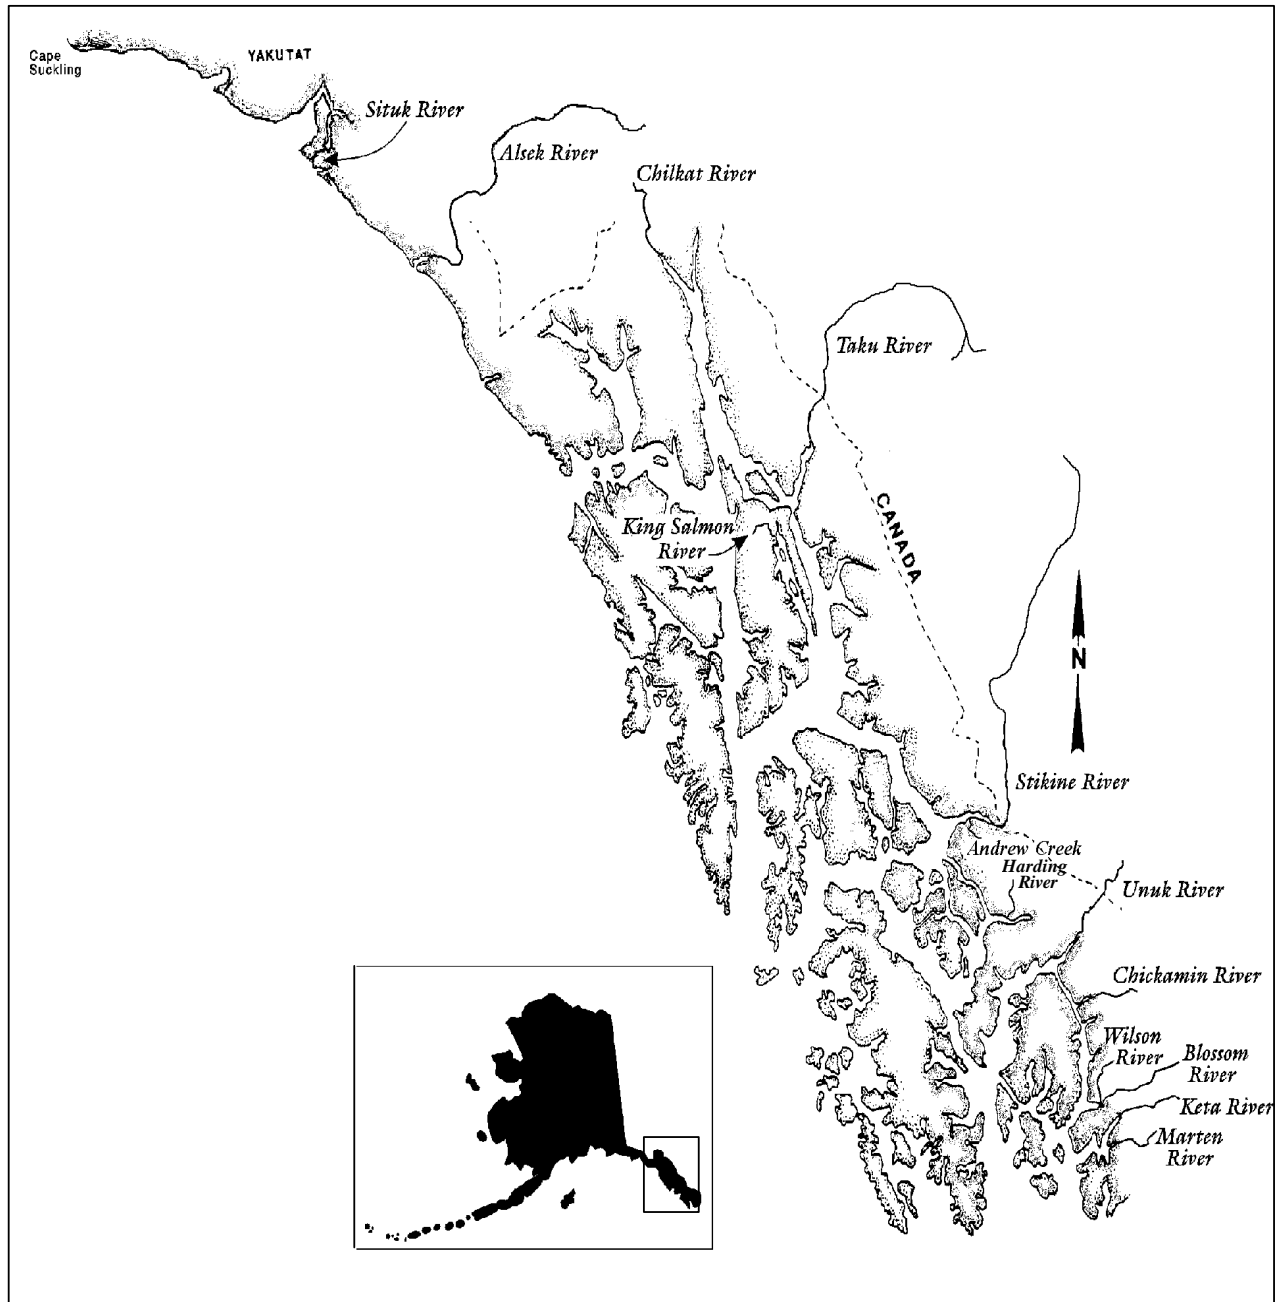 Cape
Suckling
YAKUTAT
Situk River
Alsek River
Chilkat River
Taku River
King Salmon
River
CANADA
N
Stikine River
Andrew Creek
Harding
River
Unuk River
Chickamin River
Wilson
River
Blossom
River
Keta River
Marten
River